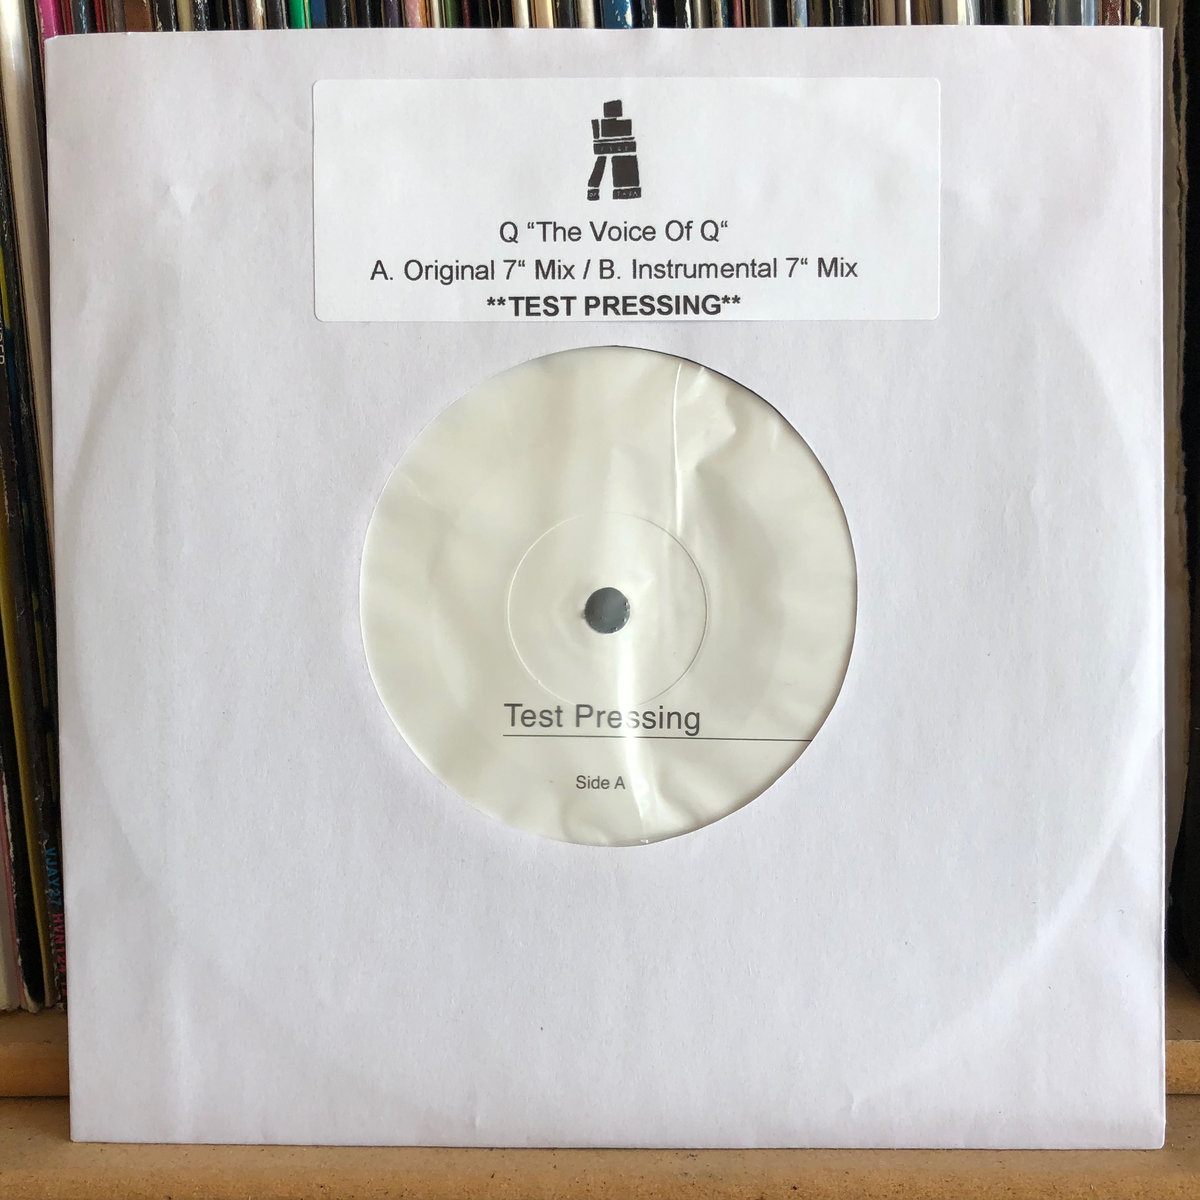 Q “The Voice Of Q“
A. Original 7“ Mix / B. Instrumental 7“ Mix
**TEST PRESSING**
Test Pressing
Side A